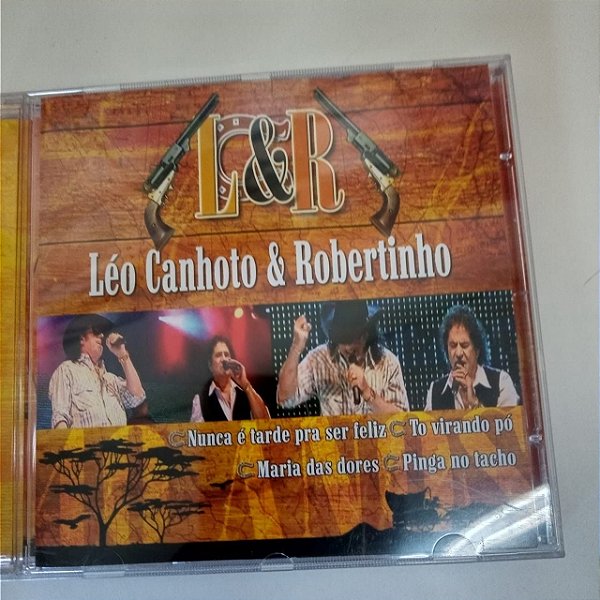 L&R
Léo Canhoto & Robertinho
Nunca é tarde pra ser feliz To virando pó
Maria das dores Pinga no tacho